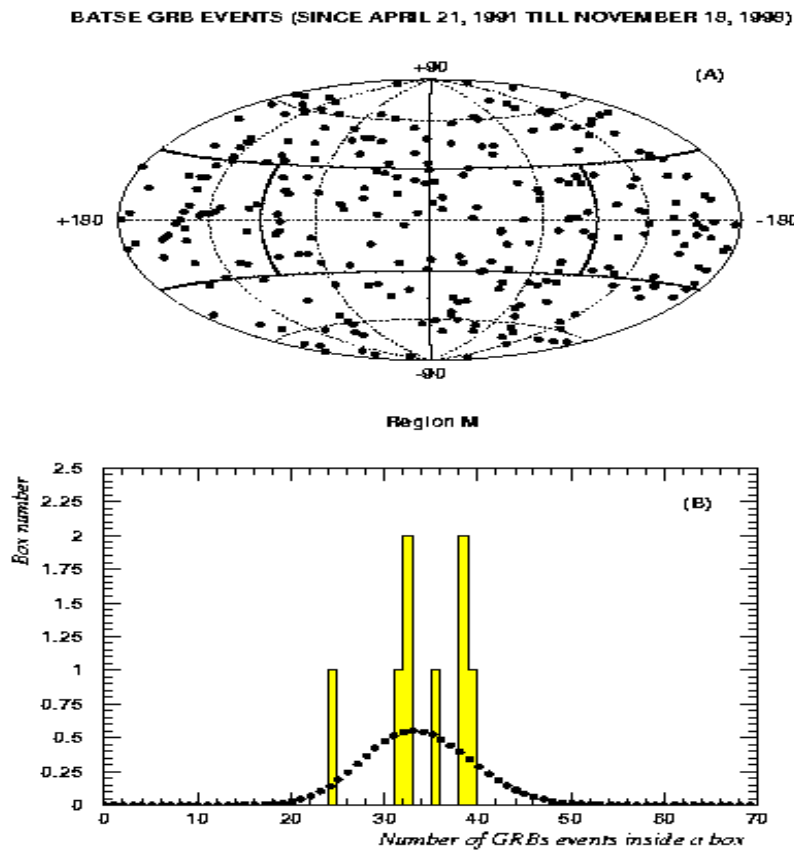 BATSE GRB EVENTS (SINCE APRIL 21, 1991 TILL NOVEMBER 18, 1998)
+90
(A)
+180
-180
-90
Region M
2.5
2.25
2
1.75
1.5
1.25
1
0.75
0.5
0.25
0
Box number
(B)
0 10 20 30 40 50 60 70
Number of GRBs events inside a box